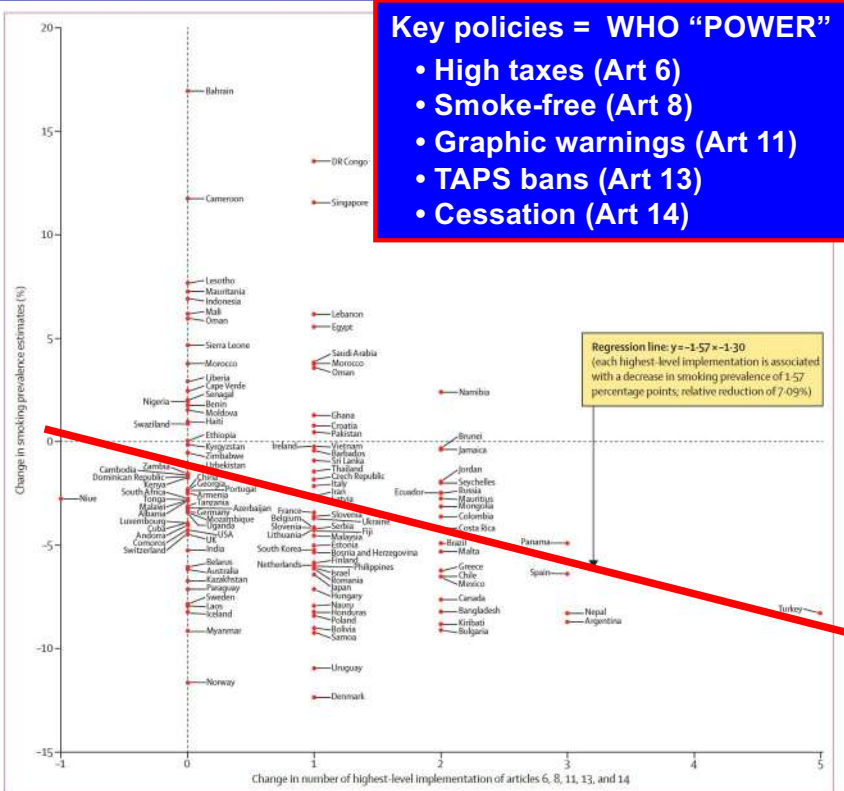 Key policies = WHO “POWER”
• High taxes (Art 6)
• Smoke-free (Art 8)
• Graphic warnings (Art 11)
• TAPS bans (Art 13)
• Cessation (Art 14)
Change in smoking prevalence estimates (%)
20
15
10
5
0
−5
−10
−15
Bahrain
Cameroon
Lesotho
Mauritania
Indonesia
Mali
Oman
Sierra Leone
Morocco
Liberia
Cape Verde
Senegal
Nigeria
Benin
Moldova
Swaziland
Haiti
Ethiopia
Kyrgyzstan
Zimbabwe
Uzbekistan
Zambia
Cambodia
China
Dominican Republic
Georgia
Kenya
Portugal
South Africa
Armenia
Tonga
Tanzania
Malawi
Azerbaijan
Albania
Germany
Mozambique
Luxembourg
Uganda
Cuba
USA
Andorra
UK
Comoros
Switzerland
India
Belarus
Australia
Kazakhstan
Paraguay
Sweden
Laos
Iceland
Myanmar
Norway
Niue
DR Congo
Singapore
Lebanon
Egypt
Saudi Arabia
Morocco
Oman
Ghana
Croatia
Pakistan
Ireland
Vietnam
Barbados
Sri Lanka
Thailand
Czech Republic
Italy
Iran
Latvia
France
Slovenia
Belgium
Ukraine
Slovenia
Serbia
Fiji
Lithuania
Malaysia
Estonia
South Korea
Bosnia and Herzegovina
Finland
Netherlands
Philippines
Israel
Romania
Japan
Hungary
Nauru
Honduras
Poland
Bolivia
Samoa
Uruguay
Denmark
Namibia
Brunei
Jamaica
Jordan
Seychelles
Ecuador
Russia
Mauritius
Mongolia
Colombia
Costa Rica
Brazil
Malta
Greece
Chile
Mexico
Canada
Bangladesh
Kiribati
Bulgaria
Panama
Spain
Nepal
Argentina
Turkey
Regression line: y=−1·57×−1·30
(each highest-level implementation is associated
with a decrease in smoking prevalence of 1·57
percentage points; relative reduction of 7·09%)
−1
0
1
2
3
4
5
Change in number of highest-level implementation of articles 6, 8, 11, 13, and 14